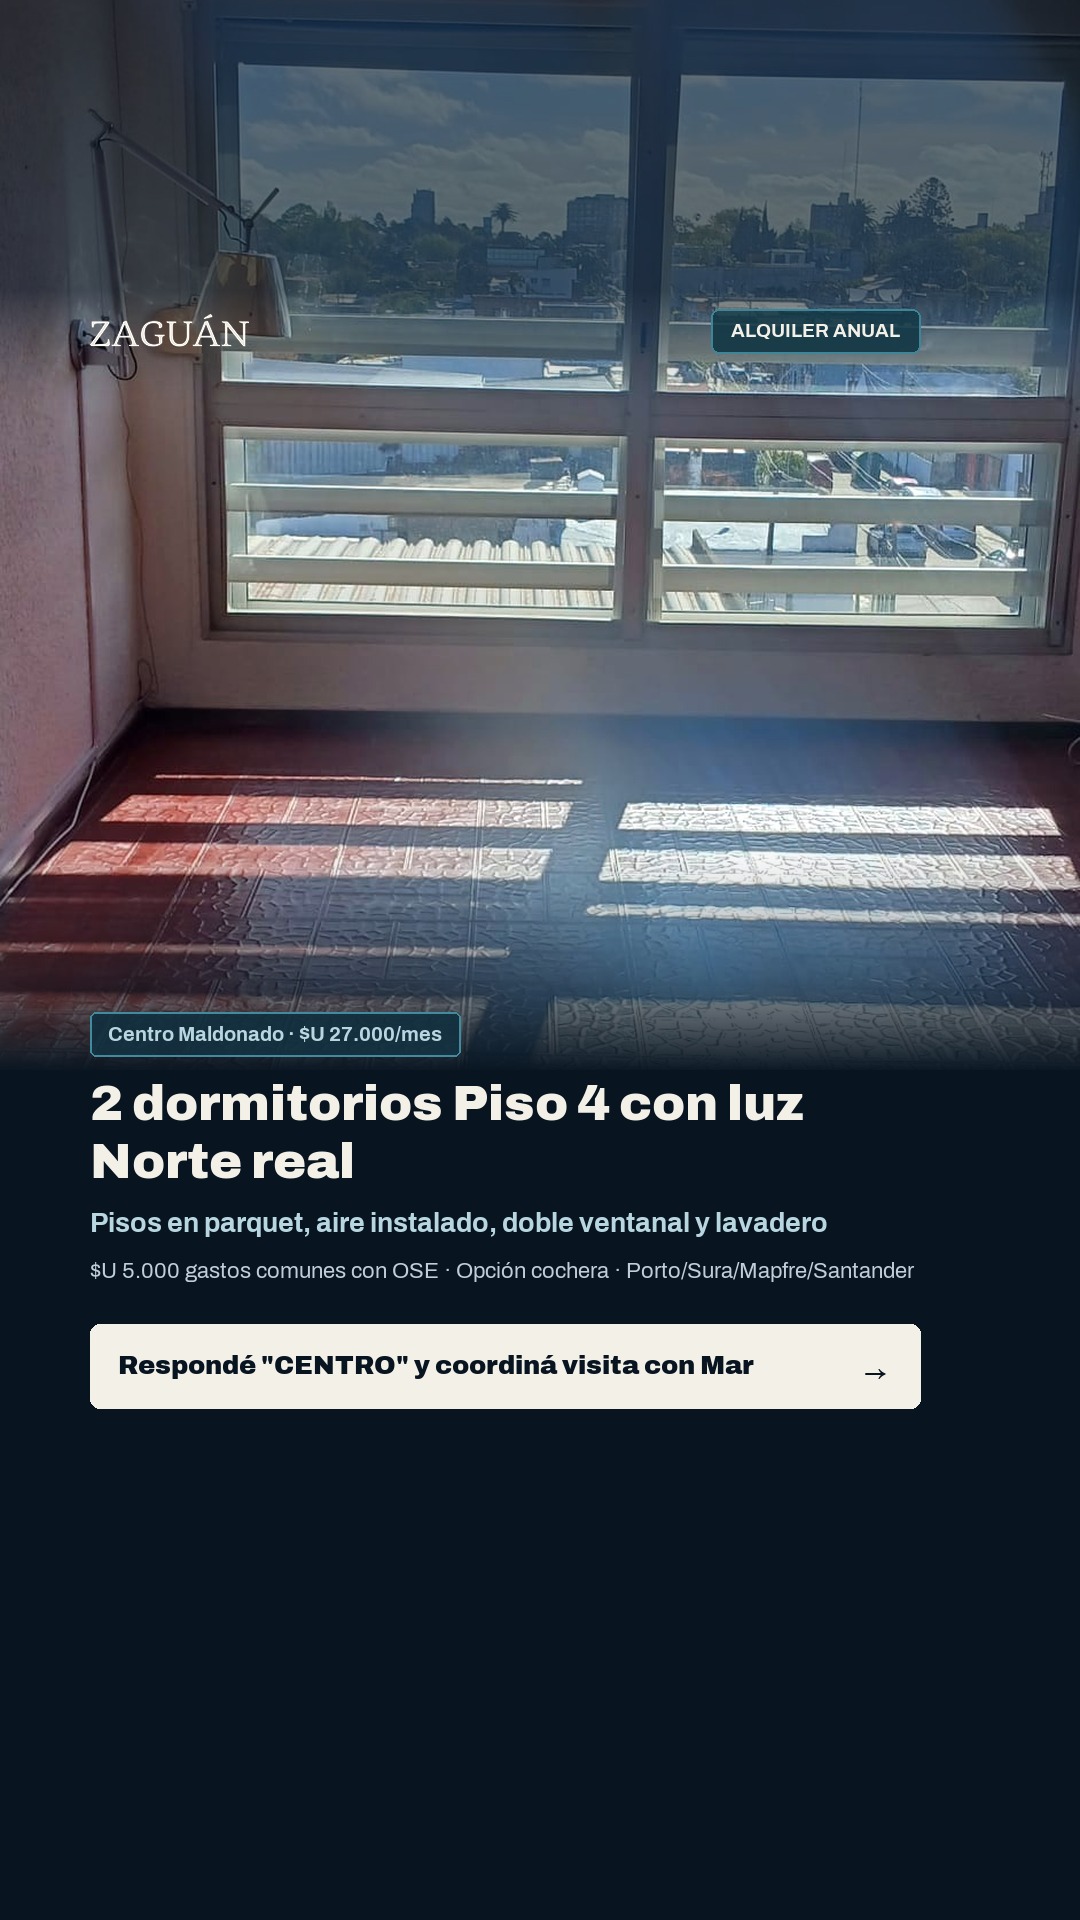 ZAGUÁN
ALQUILER ANUAL
Centro Maldonado · $U 27.000/mes
2 dormitorios Piso 4 con luz
Norte real
Pisos en parquet, aire instalado, doble ventanal y lavadero
$U 5.000 gastos comunes con OSE · Opción cochera · Porto/Sura/Mapfre/Santander
Respondé "CENTRO" y coordiná visita con Mar →